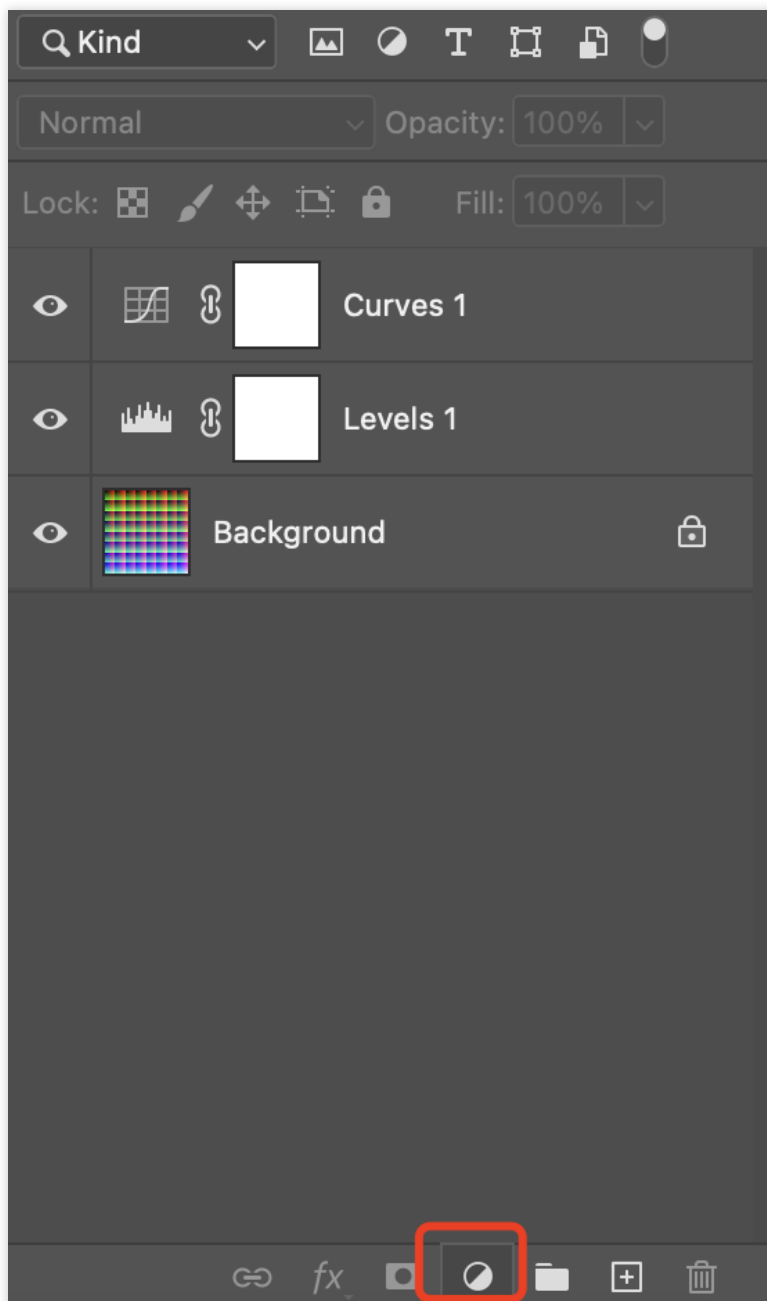 Kind
Normal Opacity: 100%
Lock: Fill: 100%
Curves 1
Levels 1
Background
fx